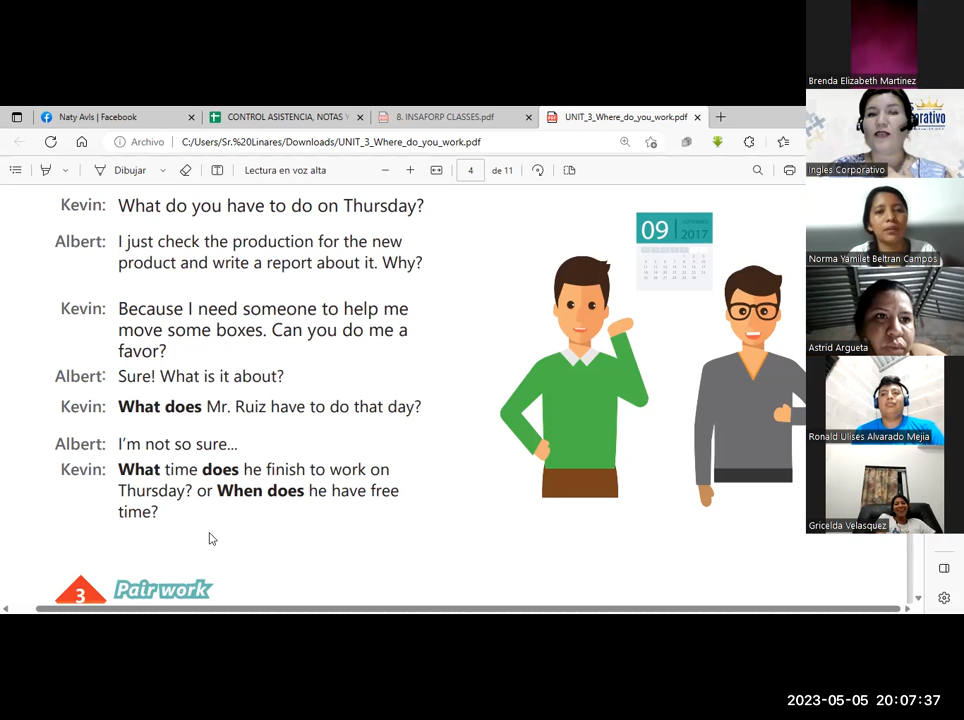 Naty Avls | Facebook
CONTROL ASISTENCIA, NOTAS Y
8. INSAFORP CLASSES.pdf
UNIT_3_Where_do_you_work.pdf
Archivo
C:/Users/Sr.%20Linares/Downloads/UNIT_3_Where_do_you_work.pdf
Dibujar
Lectura en voz alta
4
de 11
Kevin: What do you have to do on Thursday?
Albert: I just check the production for the new
product and write a report about it. Why?
Kevin: Because I need someone to help me
move some boxes. Can you do me a
favor?
Albert: Sure! What is it about?
Kevin: What does Mr. Ruiz have to do that day?
Albert: I'm not so sure...
Kevin: What time does he finish to work on
Thursday? or When does he have free
time?
09
2017
3 Pair work
Brenda Elizabeth Martinez
Ingles Corporativo
Norma Yamilet Beltran Campos
Astrid Argueta
Ronald Ulises Alvarado Mejia
Gricelda Velasquez
2023-05-05 20:07:37